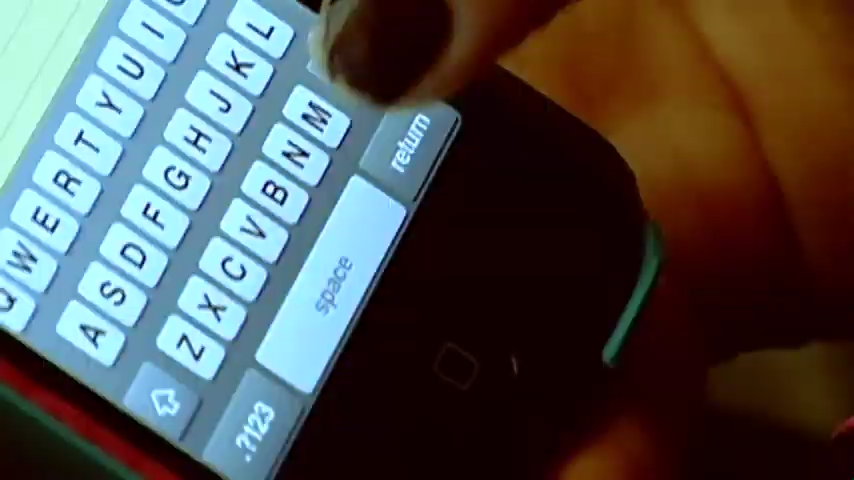 Q W E R T Y U I
A S D F G H J K L
Z X C V B N M
.?123 space return